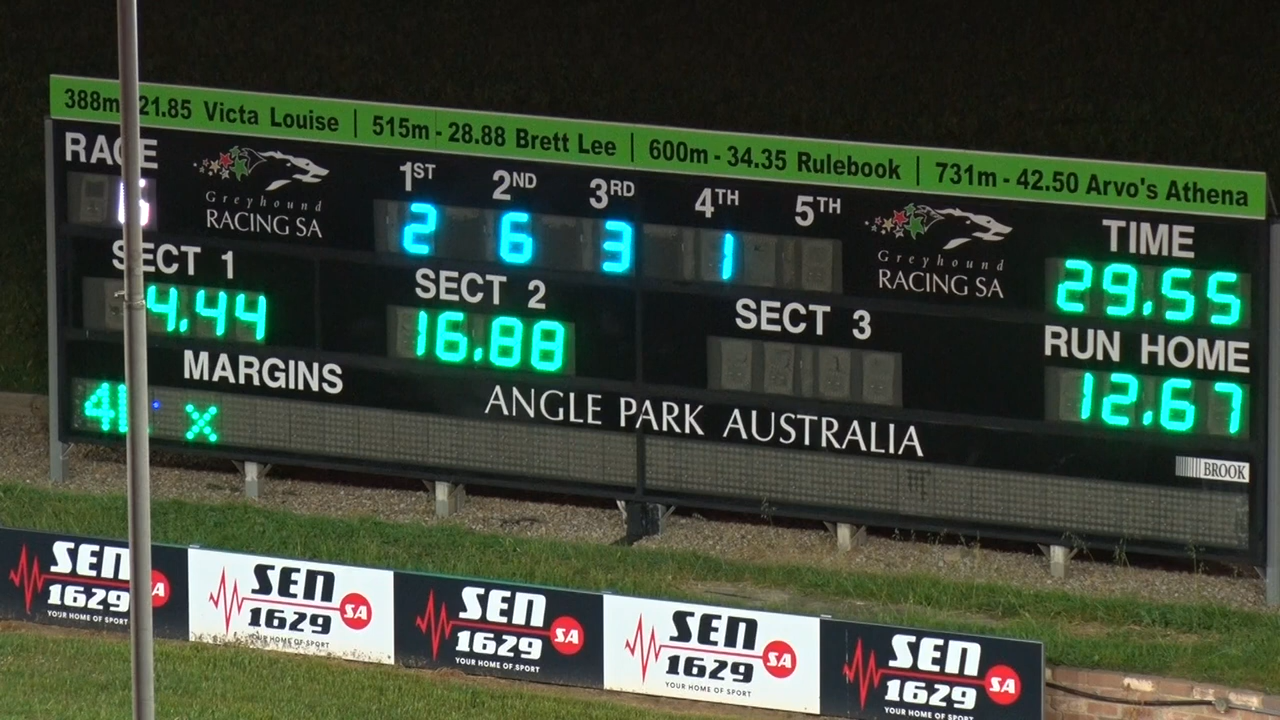 388m 21.85 Victa Louise | 515m - 28.88 Brett Lee | 600m - 34.35 Rulebook | 731m - 42.50 Arvo's Athena
RACE
Greyhound
RACING SA
1ST 2ND 3RD 4TH 5TH
2 6 3 1
Greyhound
RACING SA
TIME
29.55
SECT 1
4.44
SECT 2
16.88
SECT 3
RUN HOME
12.67
MARGINS
ANGLE PARK AUSTRALIA
BROOK
SEN
1629
SA
YOUR HOME OF SPORT
SEN
1629
SA
YOUR HOME OF SPORT
SEN
1629
SA
YOUR HOME OF SPORT
SEN
1629
SA
YOUR HOME OF SPORT
SEN
1629
SA
YOUR HOME OF SPORT